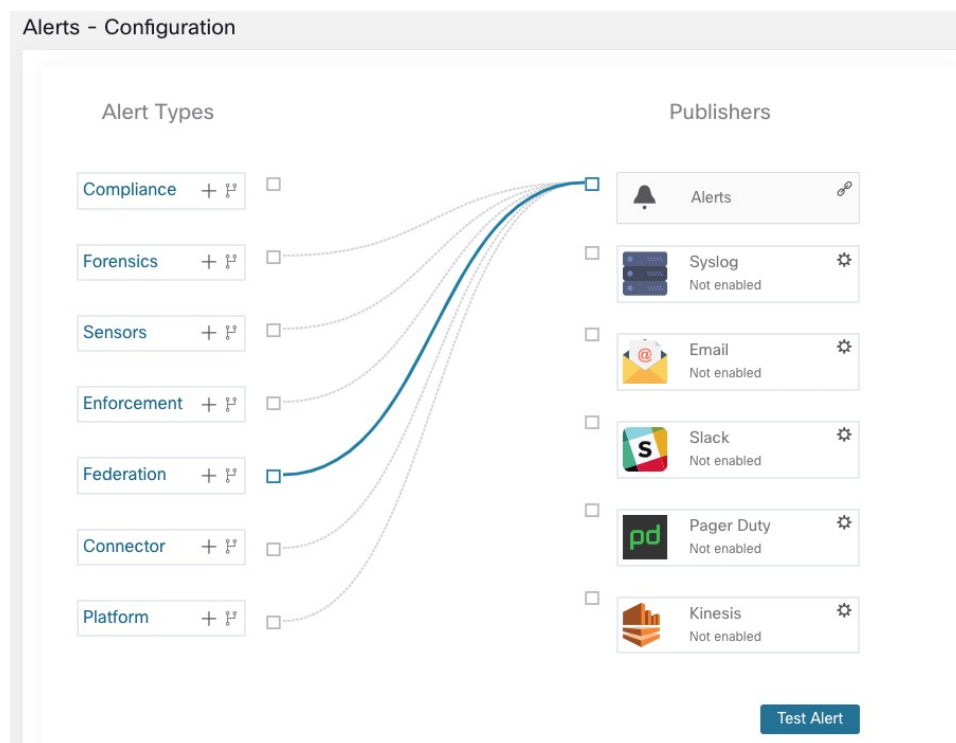 Alerts - Configuration
Alert Types
Publishers
Compliance
Forensics
Sensors
Enforcement
Federation
Connector
Platform
Alerts
Syslog
Not enabled
@
Email
Not enabled
S
Slack
Not enabled
pd
Pager Duty
Not enabled
Kinesis
Not enabled
Test Alert